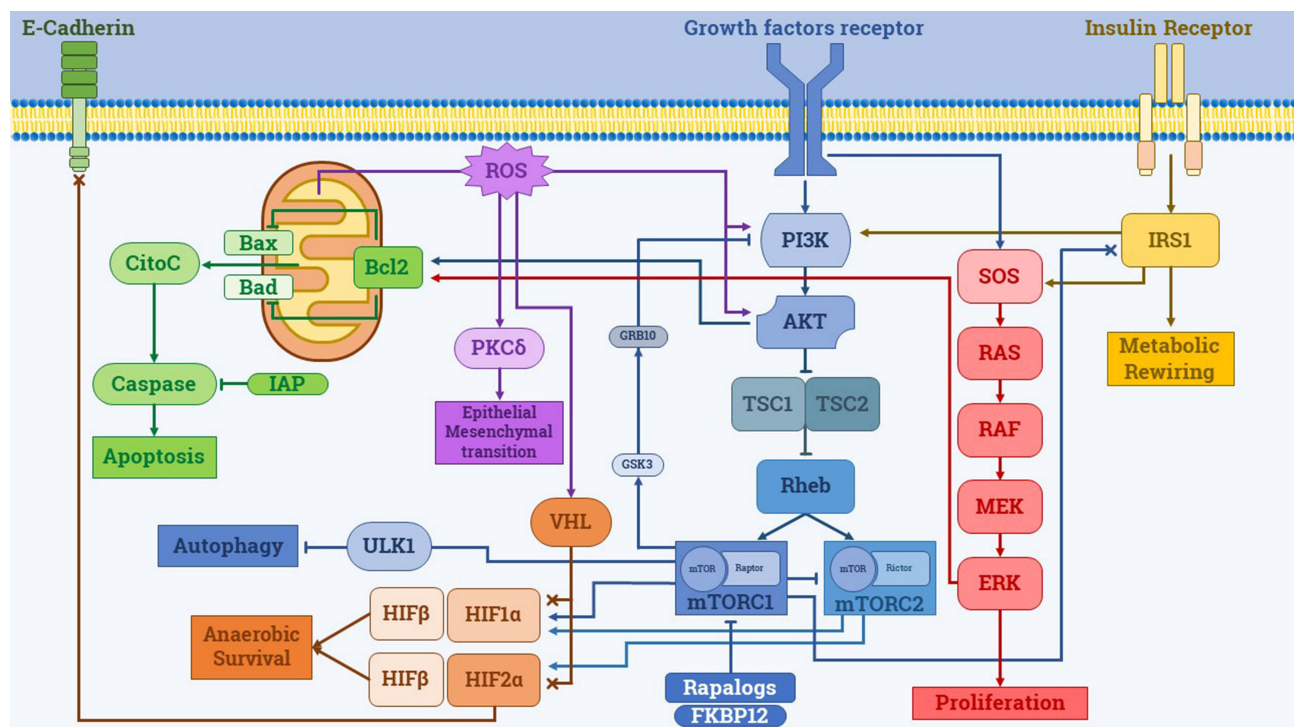 E-Cadherin
Growth factors receptor
Insulin Receptor
ROS
Bax
Bad
Bcl2
CitoC
PI3K
IRS1
SOS
GRB10
AKT
PKCδ
RAS
Metabolic
Rewiring
Caspase
IAP
TSC1
TSC2
Epithelial
Mesenchymal
transition
RAF
Apoptosis
GSK3
Rheb
VHL
MEK
Autophagy
ULK1
mTOR
Raptor
mTORC1
mTOR
Rictor
mTORC2
ERK
HIFβ
HIF1α
Anaerobic
Survival
HIFβ
HIF2α
Rapalogs
FKBP12
Proliferation